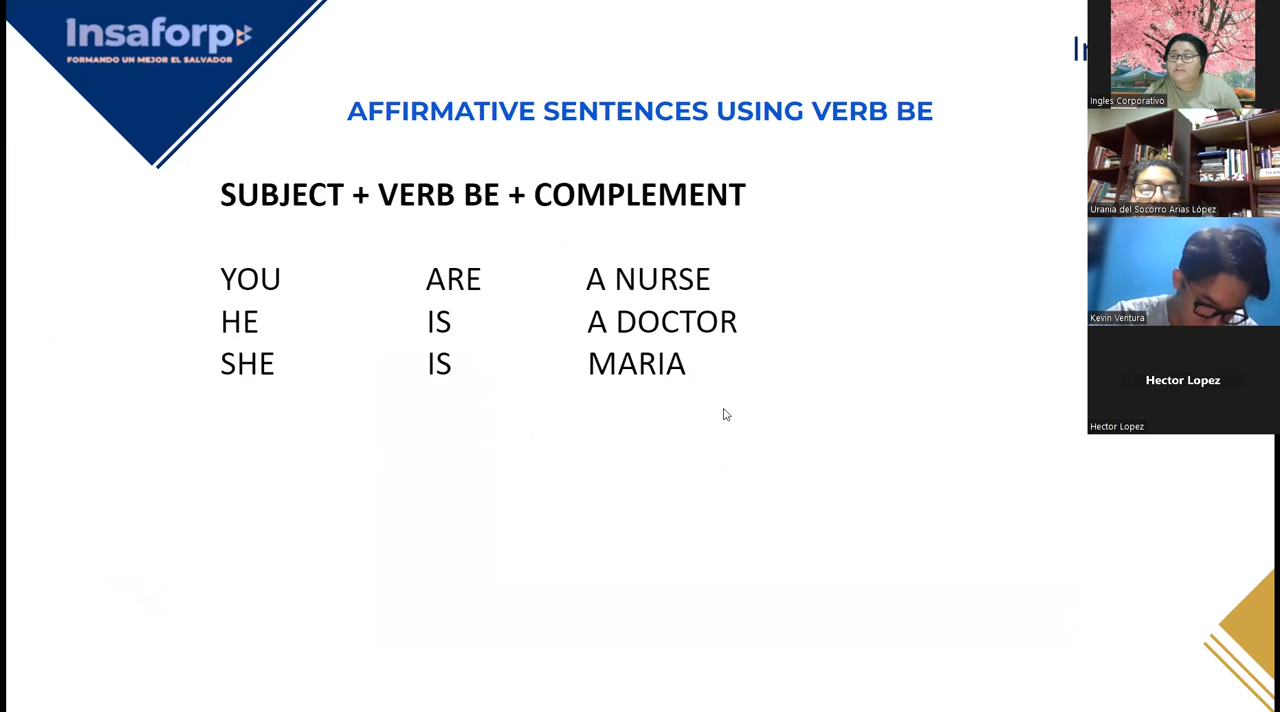 Insaforp
FORMANDO UN MEJOR EL SALVADOR
AFFIRMATIVE SENTENCES USING VERB BE
SUBJECT + VERB BE + COMPLEMENT
YOU ARE A NURSE
HE IS A DOCTOR
SHE IS MARIA
Ingles Corporativo
Urania del Socorro Arias López
Kevin Ventura
Hector Lopez
Hector Lopez